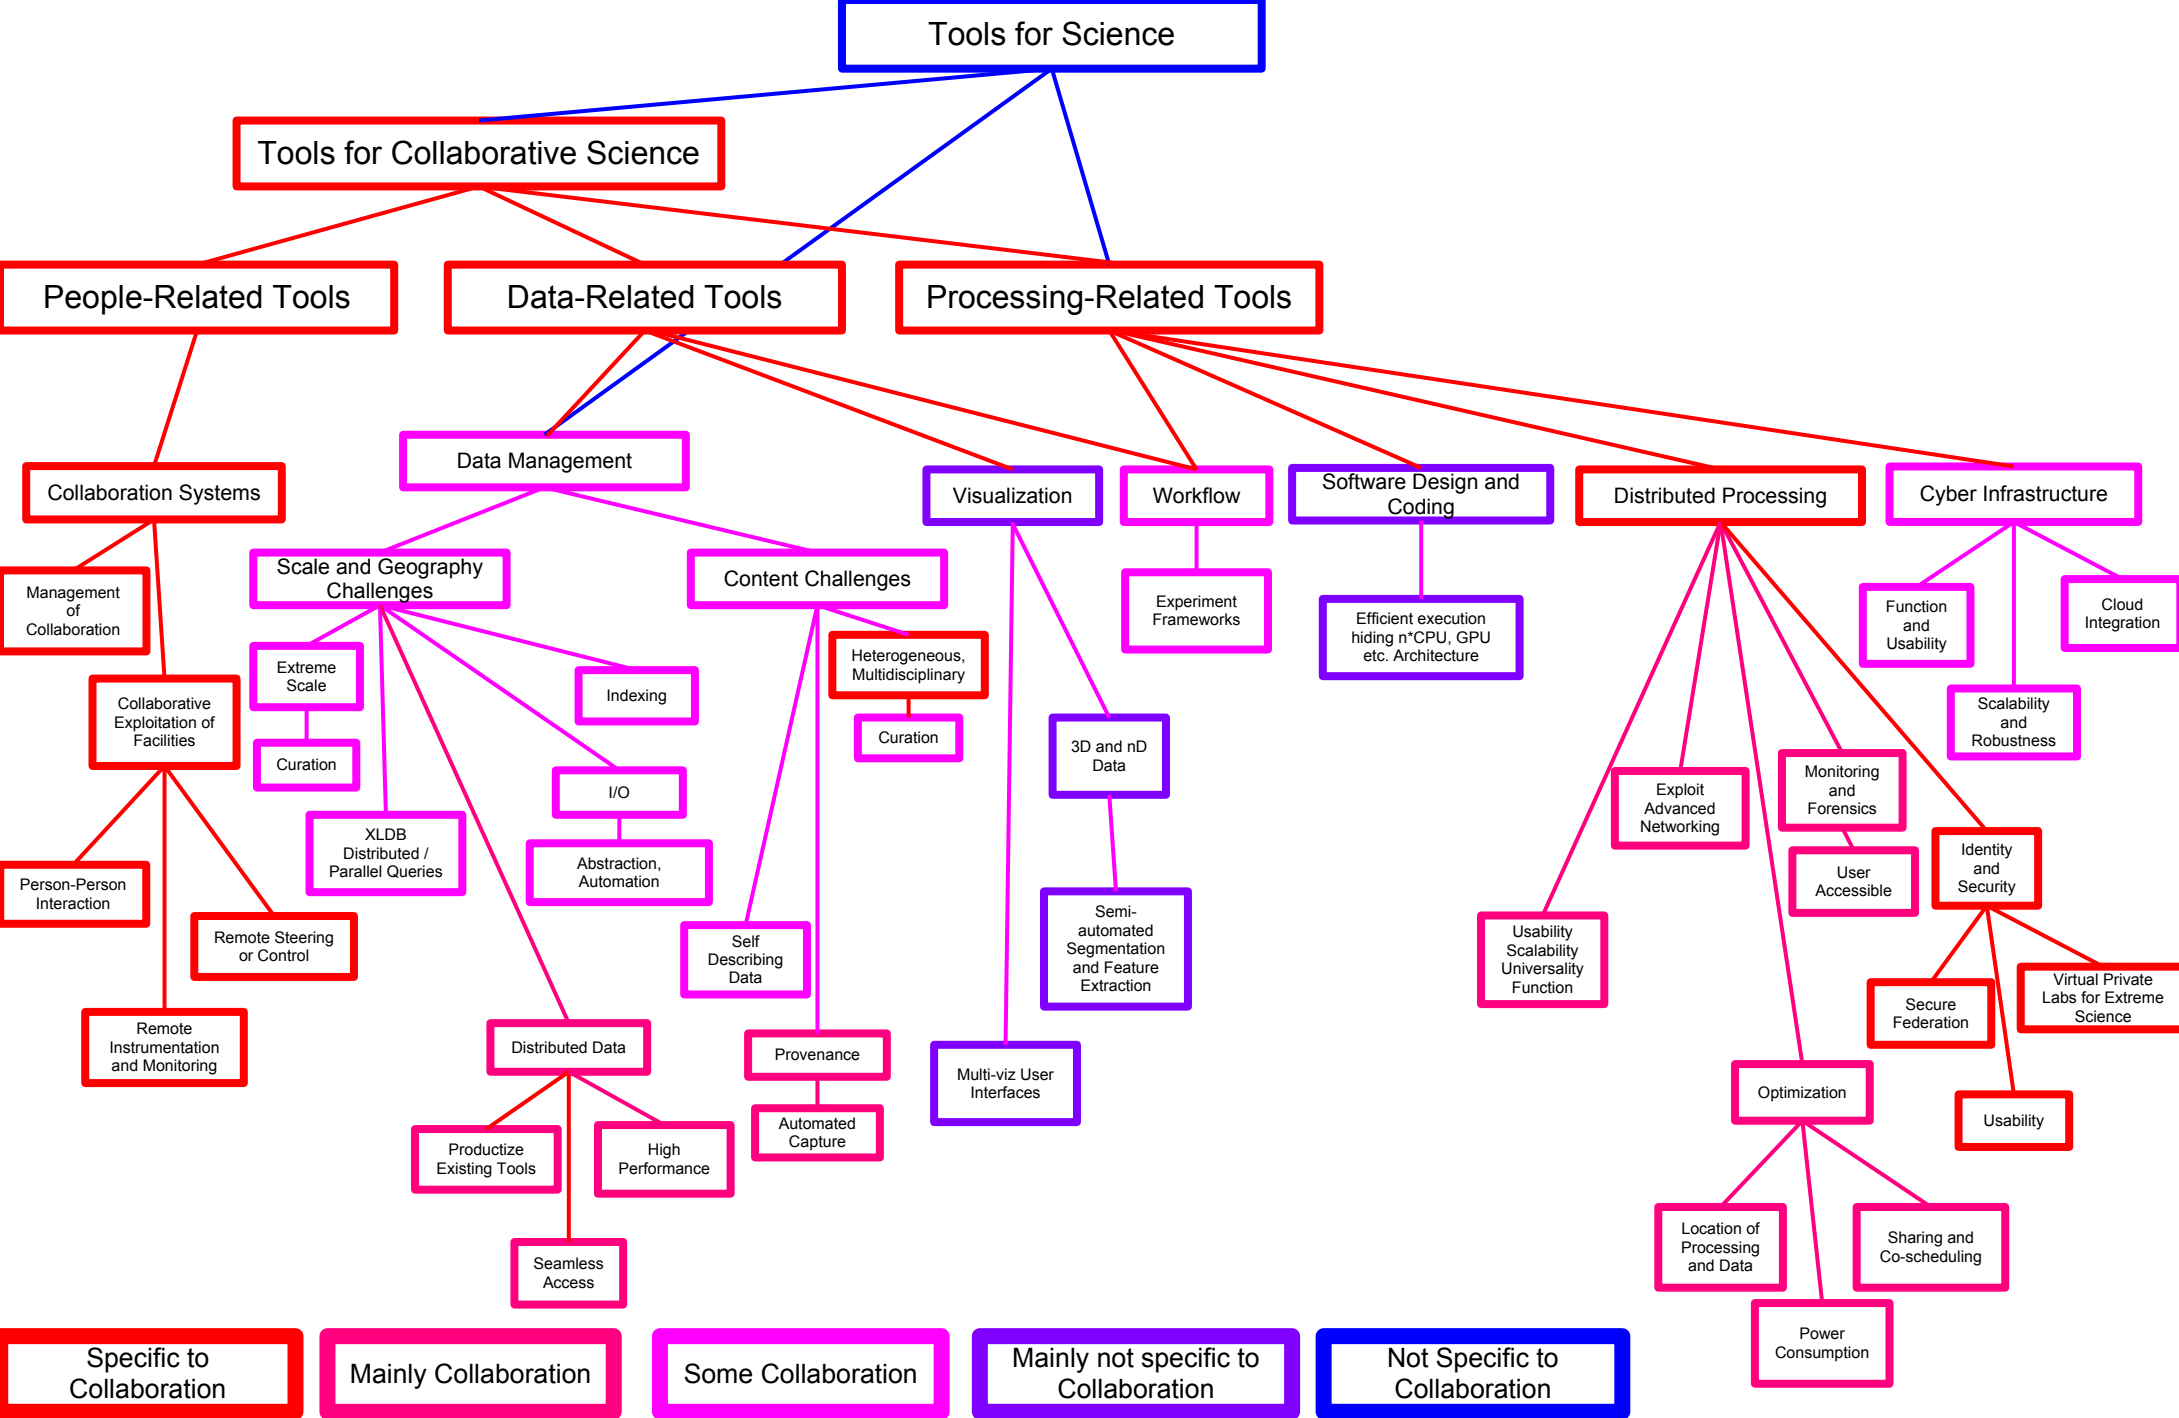 Tools for Science
Tools for Collaborative Science
People-Related Tools
Data-Related Tools
Processing-Related Tools
Data Management
Collaboration Systems
Visualization
Workflow
Software Design and
Coding
Distributed Processing
Cyber Infrastructure
Management
of
Collaboration
Scale and Geography
Challenges
Content Challenges
Experiment
Frameworks
Efficient execution
hiding n*CPU, GPU
etc. Architecture
Function
and
Usability
Cloud
Integration
Extreme
Scale
Indexing
Heterogeneous,
Multidisciplinary
Collaborative
Exploitation of
Facilities
Scalability
and
Robustness
Curation
Curation
3D and nD
Data
I/O
Exploit
Advanced
Networking
Monitoring
and
Forensics
XLDB
Distributed /
Parallel Queries
Abstraction,
Automation
User
Accessible
Identity
and
Security
Person-Person
Interaction
Remote Steering
or Control
Self
Describing
Data
Semi-
automated
Segmentation
and Feature
Extraction
Usability
Scalability
Universality
Function
Secure
Federation
Virtual Private
Labs for Extreme
Science
Remote
Instrumentation
and Monitoring
Distributed Data
Provenance
Multi-viz User
Interfaces
Optimization
Usability
Productize
Existing Tools
High
Performance
Automated
Capture
Seamless
Access
Location of
Processing
and Data
Sharing and
Co-scheduling
Power
Consumption
Specific to
Collaboration
Mainly Collaboration
Some Collaboration
Mainly not specific to
Collaboration
Not Specific to
Collaboration